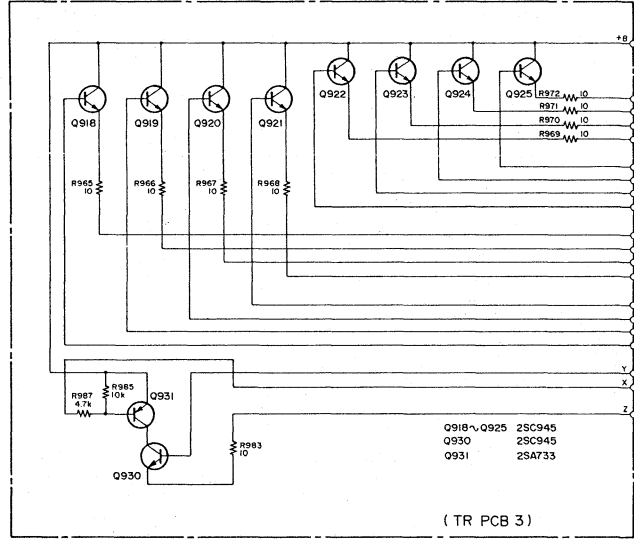 +B
Q918
Q919
Q920
Q921
Q922
Q923
Q924
Q925
R972 10
R971 10
R970 10
R969 10
R965 10
R966 10
R967 10
R968 10
Y
X
Z
R987 4.7k
R985 10k
Q931
Q930
R983 10
Q918~Q925 2SC945
Q930 2SC945
Q931 2SA733
(TR PCB 3)